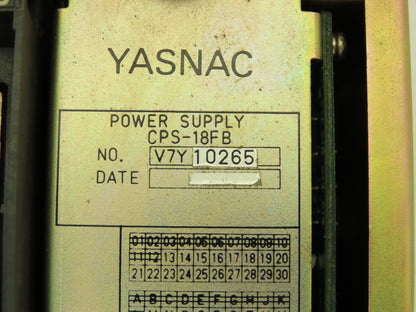 YASNAC
POWER SUPPLY
CPS-18FB
NO. V7Y 10265
DATE
01 02 03 04 05 06 07 08 09 10
11 12 13 14 15 16 17 18 19 20
21 22 23 24 25 26 27 28 29 30
A B C D E F G H J K